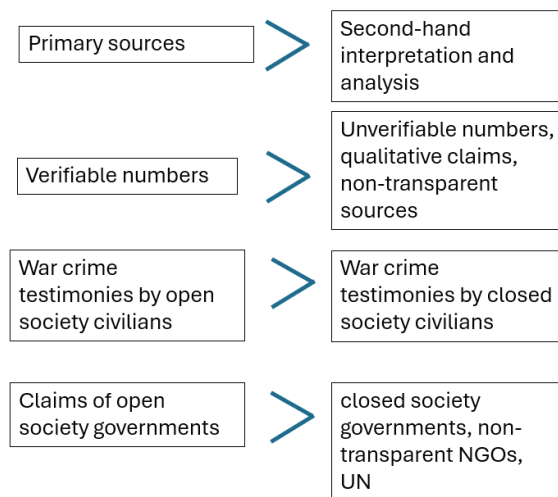 Primary sources
Second-hand
interpretation and
analysis
Verifiable numbers
Unverifiable numbers,
qualitative claims,
non-transparent
sources
War crime
testimonies by open
society civilians
War crime
testimonies by closed
society civilians
Claims of open
society governments
closed society
governments, non-
transparent NGOs,
UN